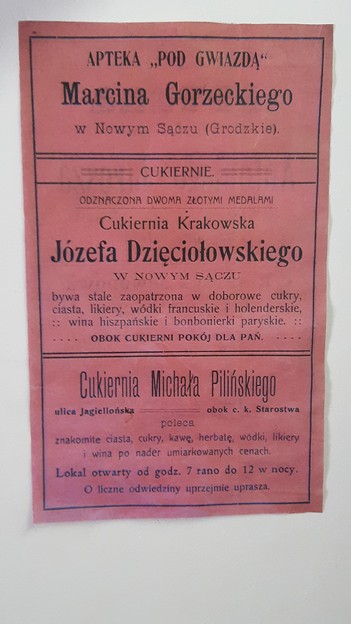 APTEKA „POD GWIAZDĄ"
Marcina Gorzeckiego
w Nowym Sączu (Grodzkie).
CUKIERNIE.
ODZNACZONA DWOMA ZŁOTYMI MEDALAMI
Cukiernia Krakowska
Józefa Dzięciołowskiego
W NOWYM SĄCZU
bywa stale zaopatrzona w doborowe cukry,
ciasta, likiery, wódki francuskie i holenderskie,
:: wina hiszpańskie i bonbonierki paryskie. ::
---- OBOK CUKIERNI POKÓJ DLA PAŃ. ----
Cukiernia Michała Pilińskiego
ulica Jagiellońska obok c. k. Starostwa
poleca
znakomite ciasta, cukry, kawę, herbatę, wódki, likiery
i wina po nader umiarkowanych cenach.
Lokal otwarty od godz. 7 rano do 12 w nocy.
O liczne odwiedziny uprzejmie uprasza.